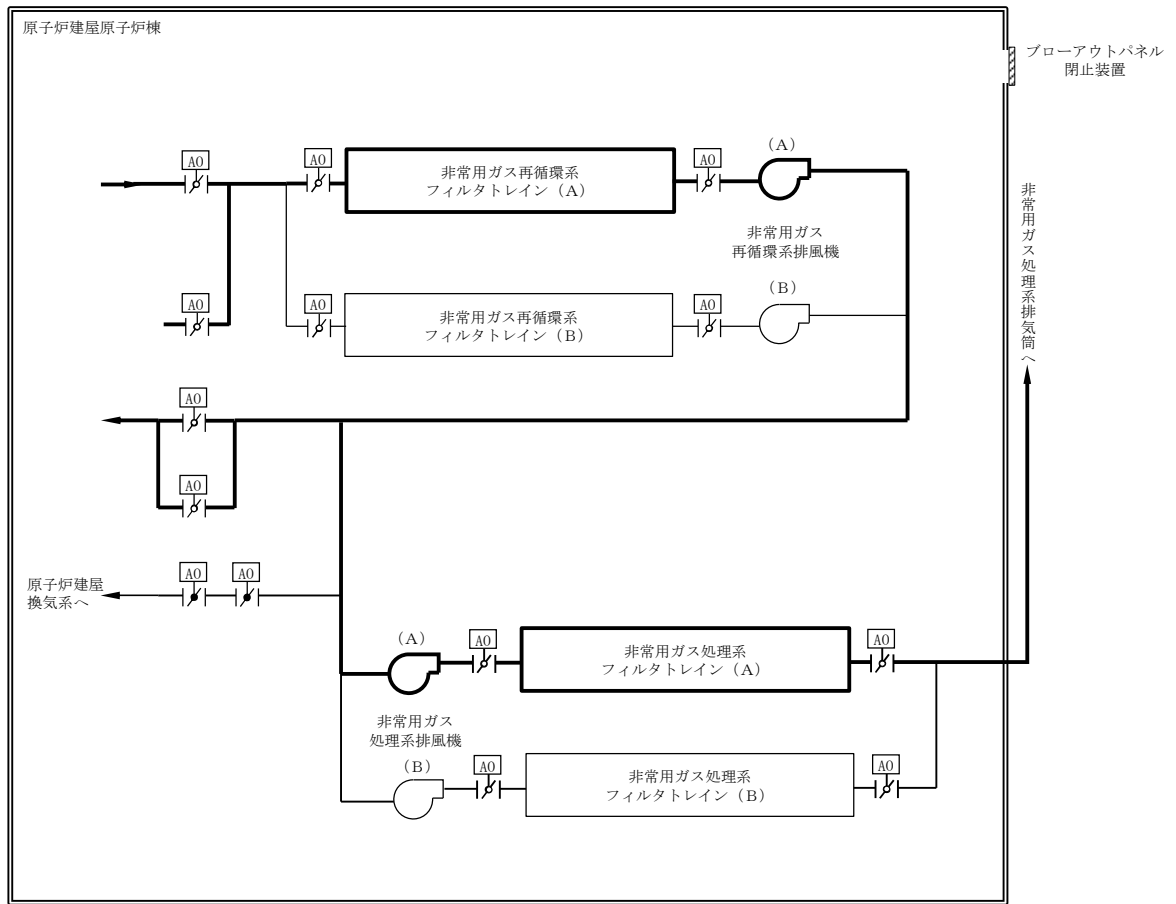 原子炉建屋原子炉棟
ブローアウトパネル
閉止装置
AO
AO
非常用ガス再循環系
フィルタトレイン(A)
AO
(A)
非常用ガス
再循環系排風機
AO
AO
非常用ガス再循環系
フィルタトレイン(B)
AO
(B)
非常用ガス処理系排気筒へ
AO
AO
原子炉建屋
換気系へ
AO
AO
(A)
AO
非常用ガス処理系
フィルタトレイン(A)
AO
非常用ガス
処理系排風機
(B)
AO
非常用ガス処理系
フィルタトレイン(B)
AO